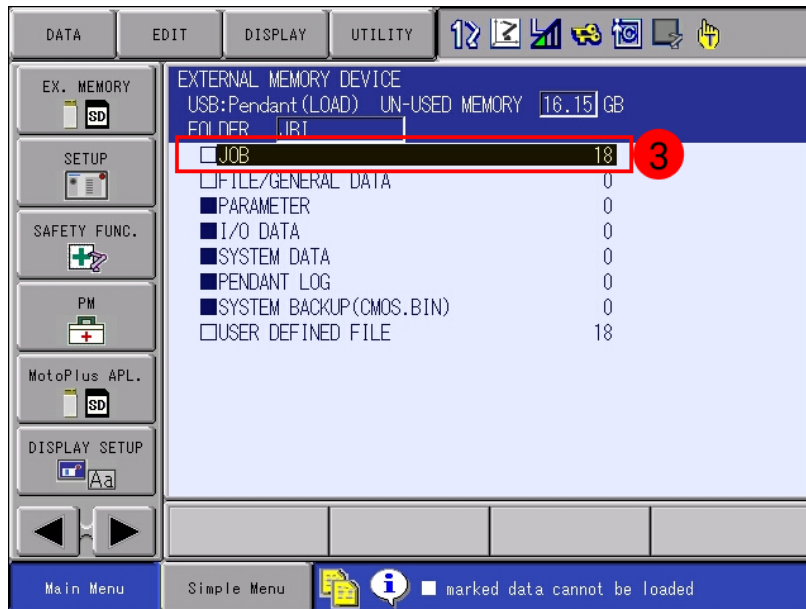 DATA
EDIT
DISPLAY
UTILITY
EX. MEMORY
SD
SETUP
SAFETY FUNC.
PM
MotoPlus APL.
SD
DISPLAY SETUP
Aa
EXTERNAL MEMORY DEVICE
USB:Pendant(LOAD) UN-USED MEMORY 16.15 GB
FOLDER JBI
JOB 18
3
FILE/GENERAL DATA 0
PARAMETER 0
I/O DATA 0
SYSTEM DATA 0
PENDANT LOG 0
SYSTEM BACKUP(CMOS.BIN) 0
USER DEFINED FILE 18
Main Menu
Simple Menu
■ marked data cannot be loaded